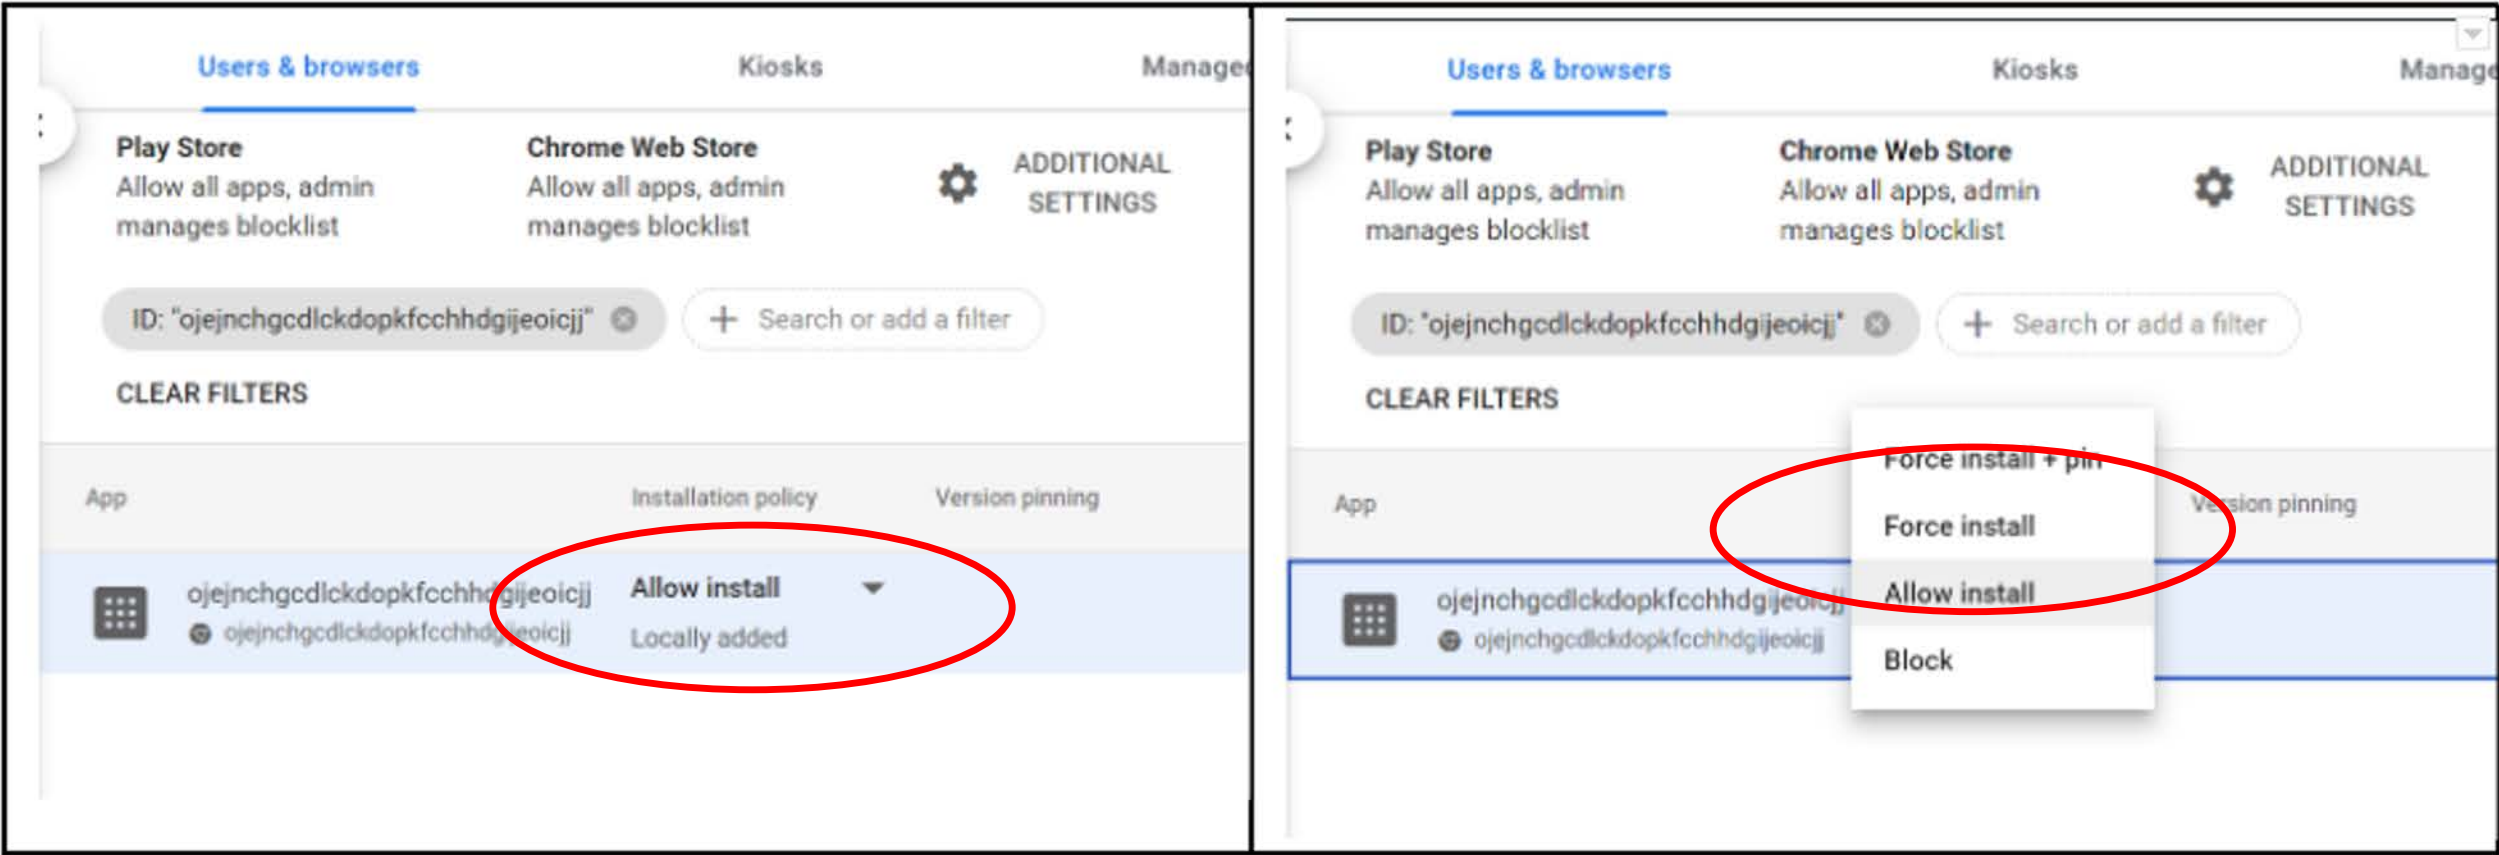 Users & browsers
Kiosks
Play Store
Chrome Web Store
ADDITIONAL
Allow all apps, admin
Allow all apps, admin
SETTINGS
manages blocklist
manages blocklist
ID: "ojejnchgcdlckdopkfcchhdgijeoicjj"
Search or add a filter
CLEAR FILTERS
App
Installation policy
Version pinning
ojejnchgcdlckdopkfcchhdgijeoicjj
Allow install
ojejnchgcdlckdopkfcchhdgijeoicjj
Locally added
Users & browsers
Kiosks
Play Store
Chrome Web Store
ADDITIONAL
Allow all apps, admin
Allow all apps, admin
SETTINGS
manages blocklist
manages blocklist
ID: "ojejnchgcdlckdopkfcchhdgijeoicjj"
Search or add a filter
CLEAR FILTERS
Force install + pin
App
Version pinning
Force install
ojejnchgcdlckdopkfcchhdgijeoicjj
Allow install
ojejnchgcdlckdopkfcchhdgijeoicjj
Block